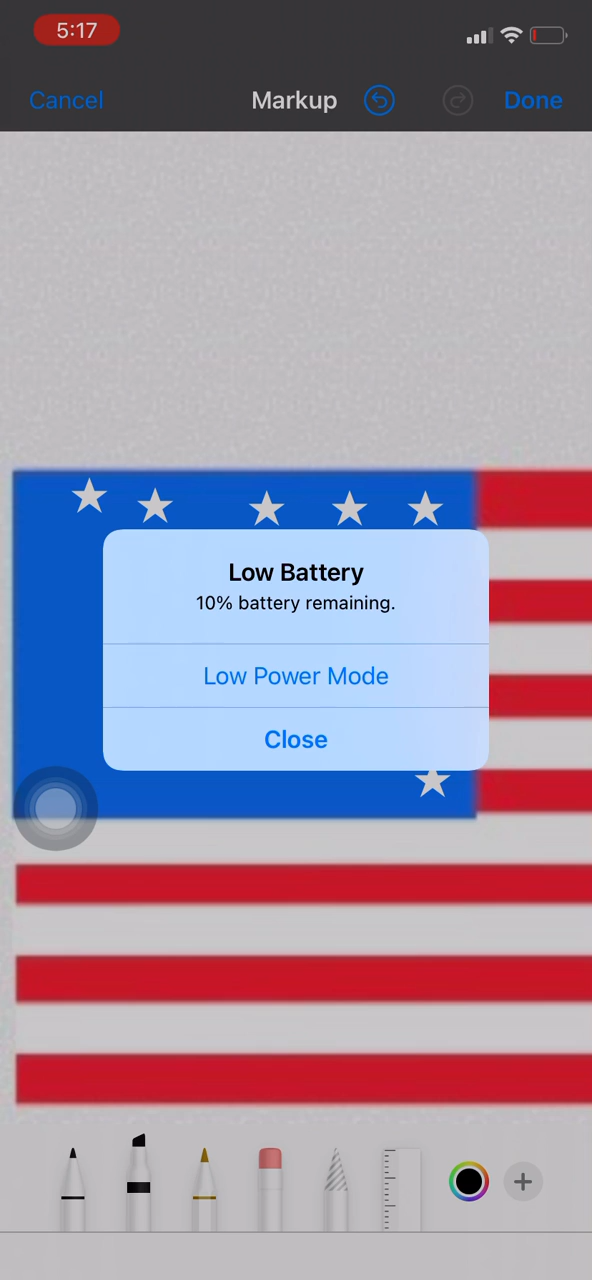 5:17
Cancel
Markup
Done
Low Battery
10% battery remaining.
Low Power Mode
Close